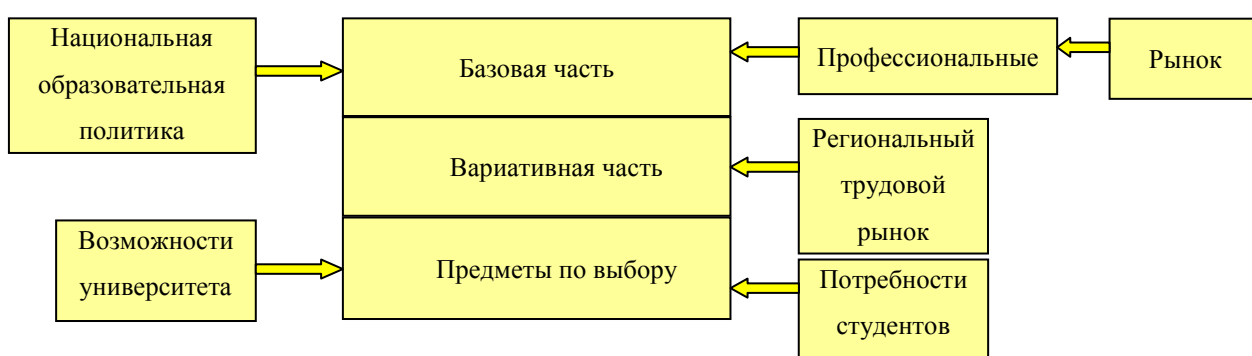 Национальная
образовательная
политика
Базовая часть
Профессиональные
Рынок
Вариативная часть
Региональный
трудовой
рынок
Возможности
университета
Предметы по выбору
Потребности
студентов